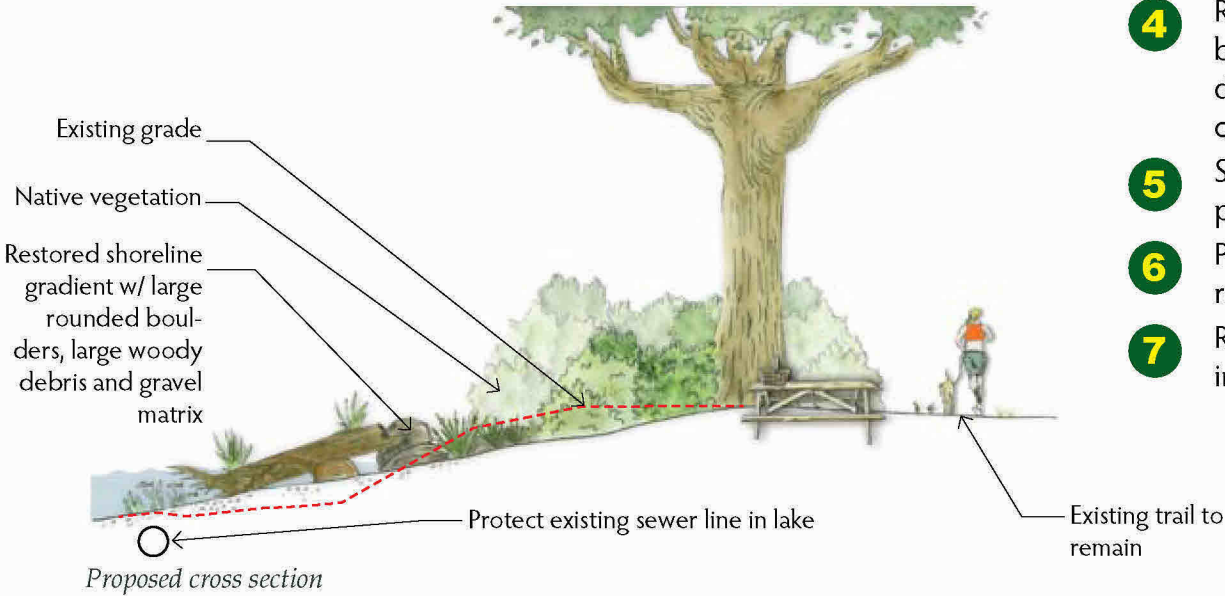 Existing grade
Native vegetation
Restored shoreline
gradient w/ large
rounded boul-
ders, large woody
debris and gravel
matrix
Protect existing sewer line in lake
Existing trail to
remain
Proposed cross section
4
5
6
7